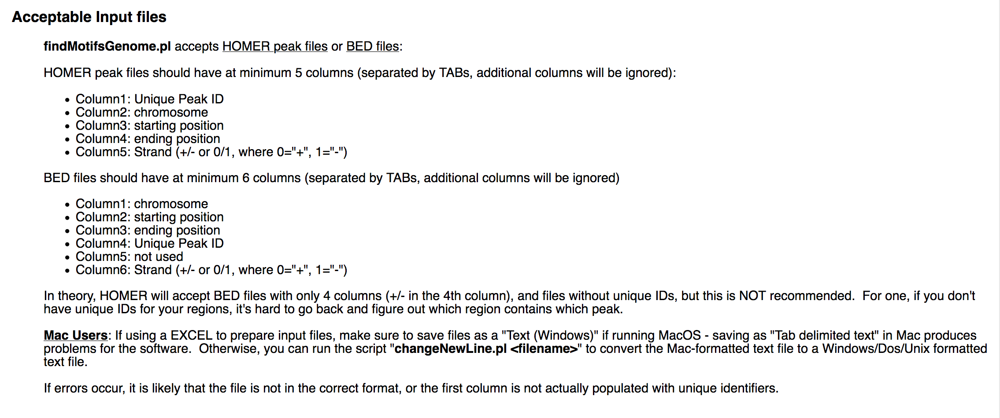 Acceptable Input files
findMotifsGenome.pl accepts HOMER peak files or BED files:
HOMER peak files should have at minimum 5 columns (separated by TABs, additional columns will be ignored):
• Column1: Unique Peak ID
• Column2: chromosome
• Column3: starting position
• Column4: ending position
• Column5: Strand (+/- or 0/1, where 0="+", 1="-")
BED files should have at minimum 6 columns (separated by TABs, additional columns will be ignored)
• Column1: chromosome
• Column2: starting position
• Column3: ending position
• Column4: Unique Peak ID
• Column5: not used
• Column6: Strand (+/- or 0/1, where 0="+", 1="-")
In theory, HOMER will accept BED files with only 4 columns (+/- in the 4th column), and files without unique IDs, but this is NOT recommended.  For one, if you don't
have unique IDs for your regions, it's hard to go back and figure out which region contains which peak.
Mac Users: If using a EXCEL to prepare input files, make sure to save files as a "Text (Windows)" if running MacOS - saving as "Tab delimited text" in Mac produces
problems for the software.  Otherwise, you can run the script "changeNewLine.pl <filename>" to convert the Mac-formatted text file to a Windows/Dos/Unix formatted
text file.
If errors occur, it is likely that the file is not in the correct format, or the first column is not actually populated with unique identifiers.